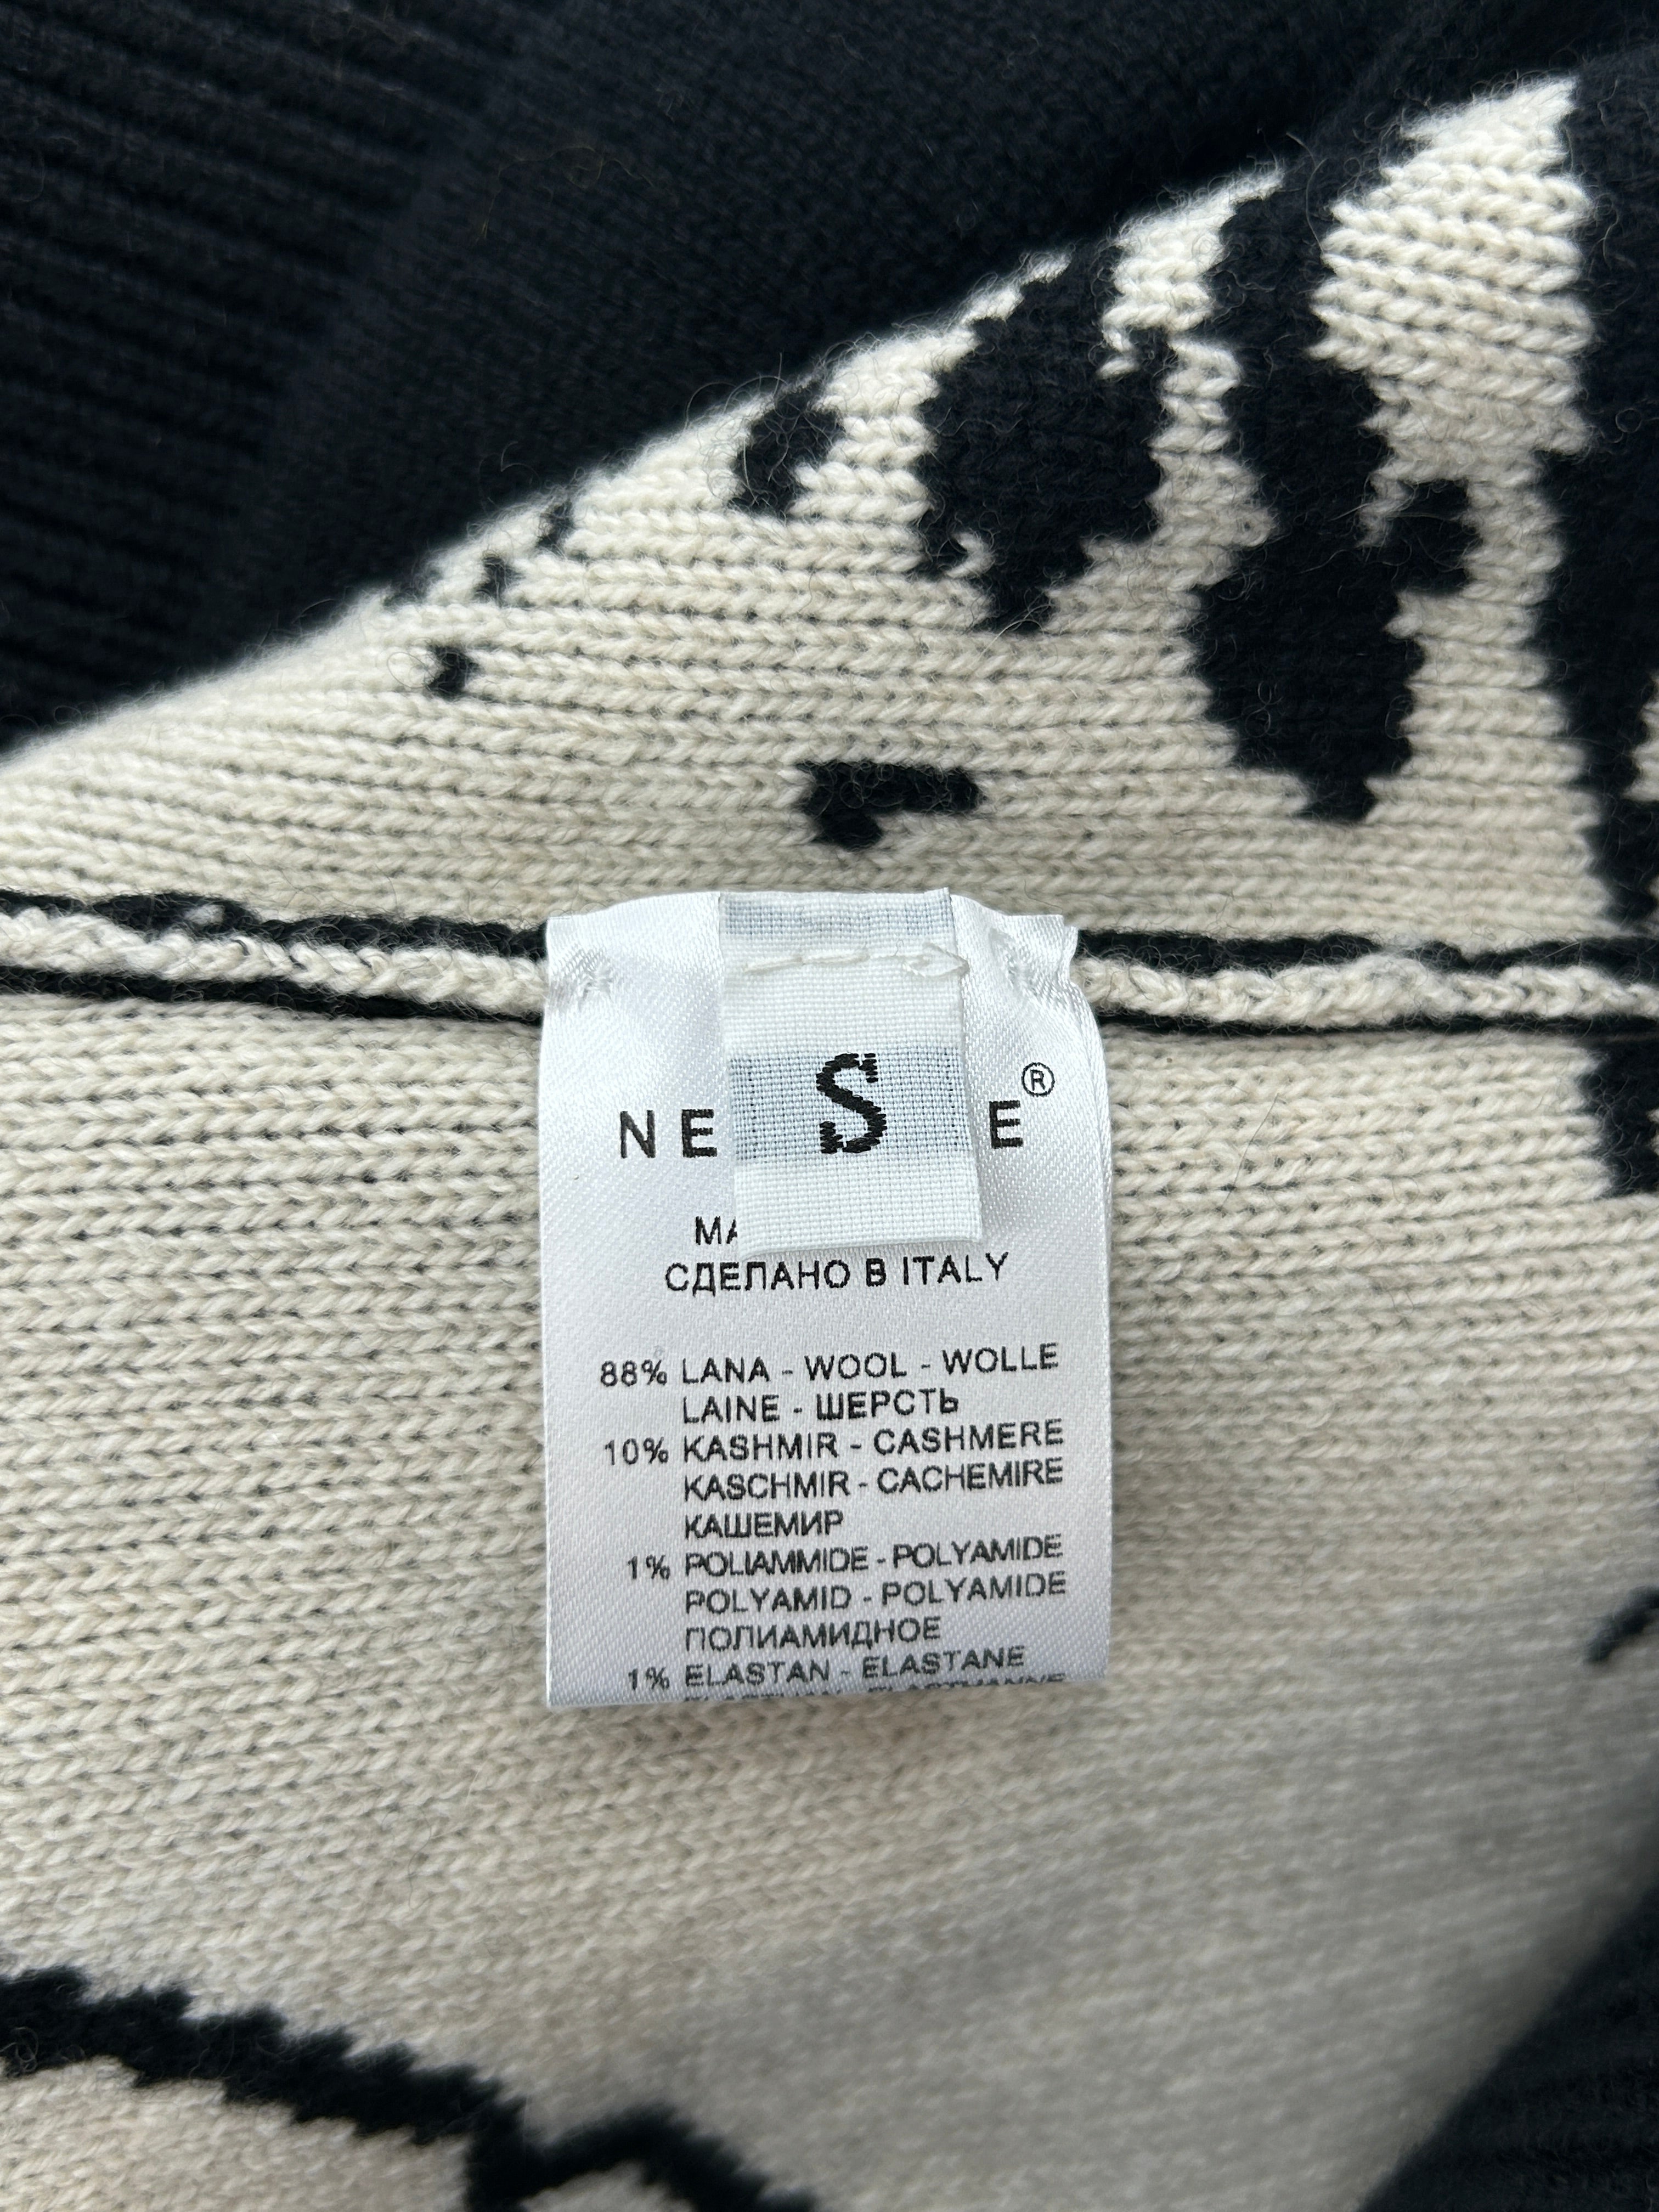 S
NE E®
MA
СДЕЛАНО В ITALY
88% LANA - WOOL - WOLLE
LAINE - ШЕРСТЬ
10% KASHMIR - CASHMERE
KASCHMIR - CACHEMIRE
КАШЕМИР
1% POLIAMMIDE - POLYAMIDE
POLYAMID - POLYAMIDE
ПОЛИАМИДНОЕ
1% ELASTAN - ELASTANE